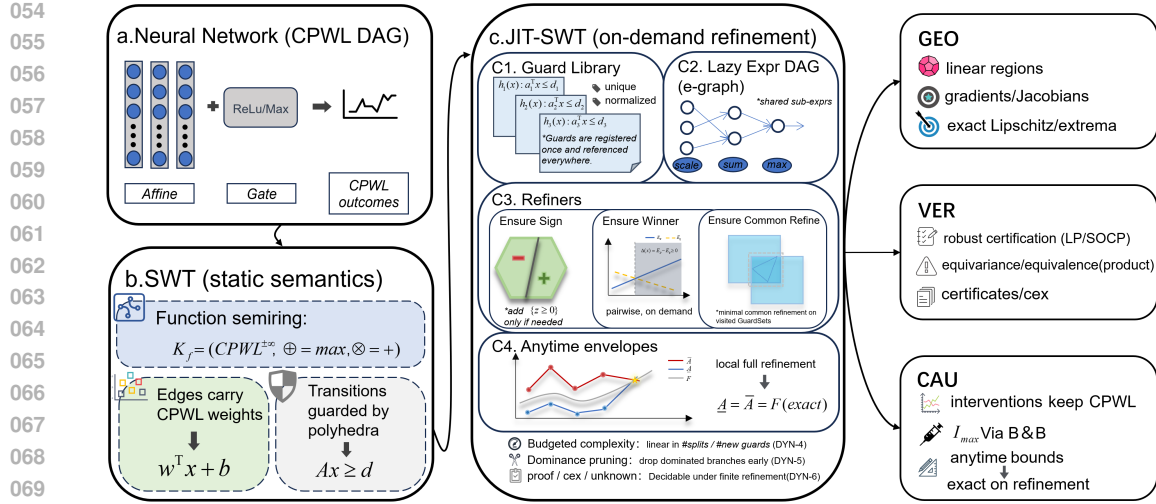 054
055
056
057
058
059
060
061
062
063
064
065
066
067
068
069
a.Neural Network (CPWL DAG)
ReLu/Max
Affine
Gate
CPWL
outcomes
b.SWT (static semantics)
Function semiring:
K_f = (CPWL^{±∞}, ⊕ = max, ⊗ = +)
Edges carry
CPWL weights
w^T x + b
Transitions
guarded by
polyhedra
Ax ≥ d
c.JIT-SWT (on-demand refinement)
C1. Guard Library
h_1(x): a_1^T x ≤ d_1
h_2(x): a_2^T x ≤ d_2
h_3(x): a_3^T x ≤ d_3
*Guards are registered
once and referenced
everywhere.
unique
normalized
C2. Lazy Expr DAG
(e-graph)
*shared sub-exprs
scale
sum
max
C3. Refiners
Ensure Sign
*add {z ≥ 0}
only if needed
Ensure Winner
pairwise, on demand
Ensure Common Refine
*minimal common refinement on
visited GuardSets
C4. Anytime envelopes
A̅
A̲
F
local full refinement
A̲ = A̅ = F(exact)
Budgeted complexity: linear in #splits / #new guards (DYN-4)
Dominance pruning: drop dominated branches early (DYN-5)
proof / cex / unknown: Decidable under finite refinement(DYN-6)
GEO
linear regions
gradients/Jacobians
exact Lipschitz/extrema
VER
robust certification (LP/SOCP)
equivariance/equivalence(product)
certificates/cex
CAU
interventions keep CPWL
I_max Via B&B
anytime bounds
exact on refinement